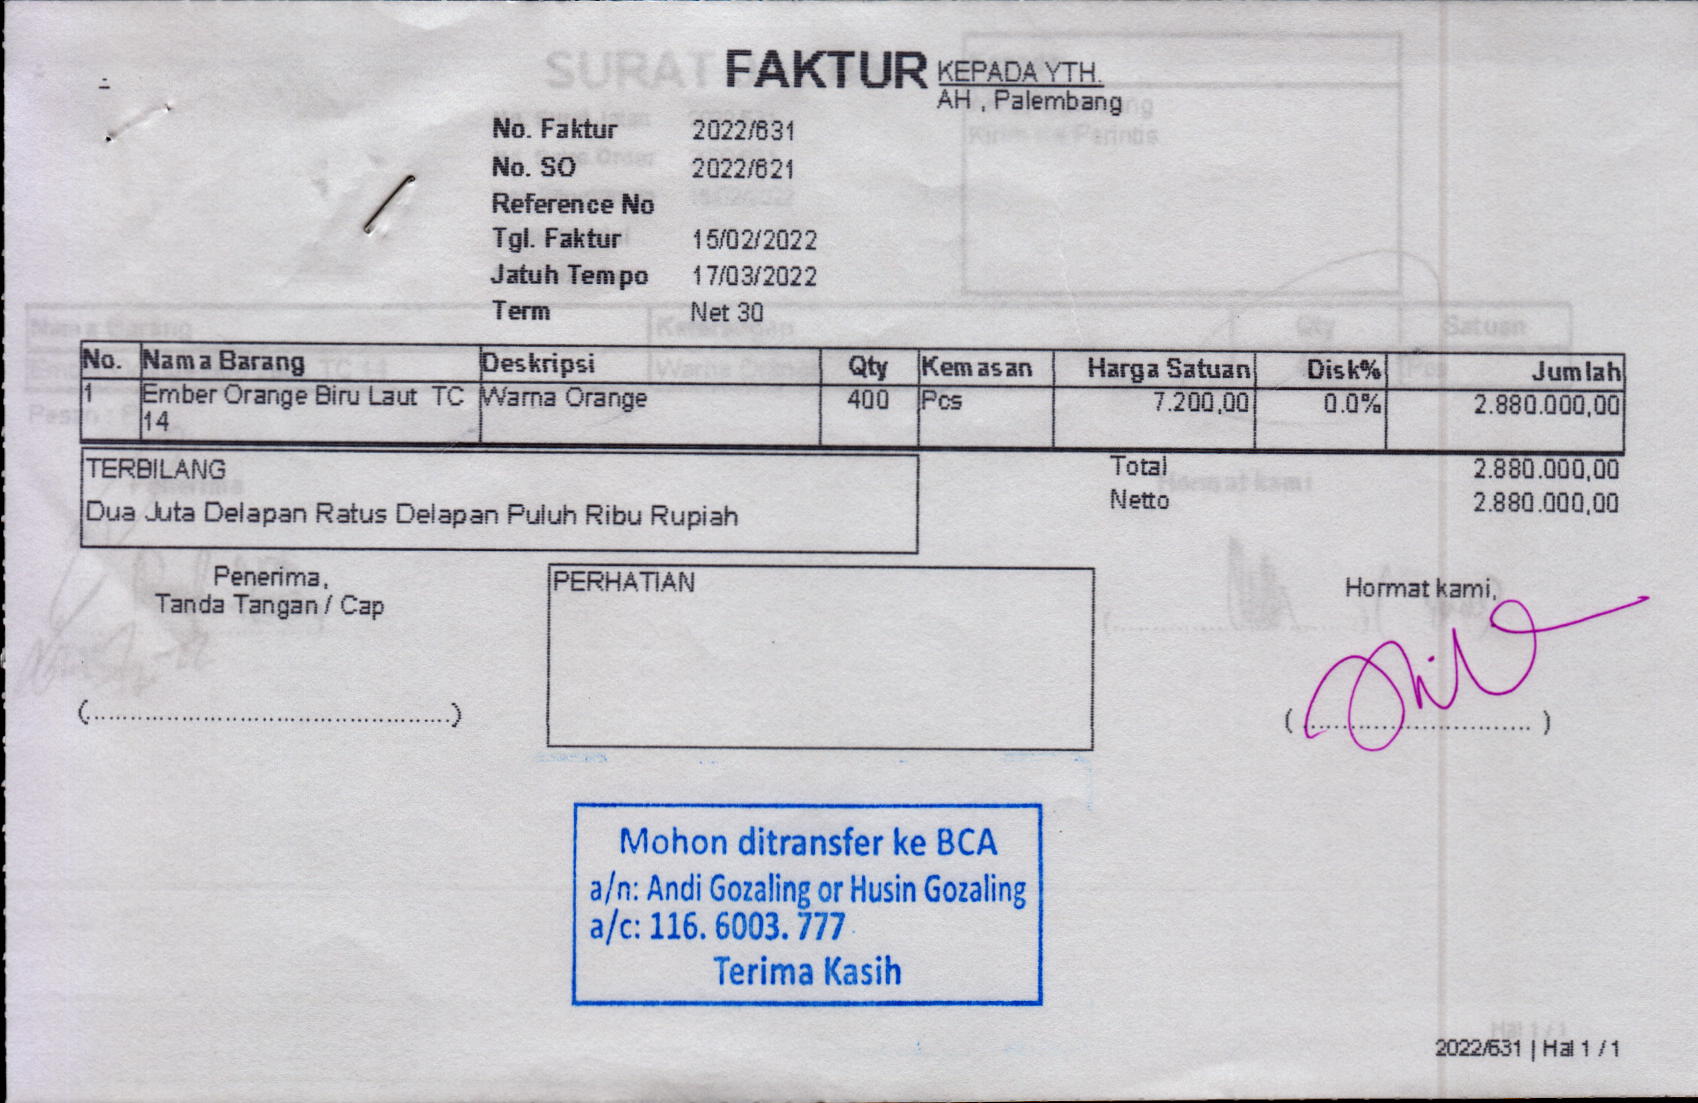 FAKTUR
KEPADA YTH.
AH , Palembang
No. Faktur 2022/631
No. SO 2022/621
Reference No
Tgl. Faktur 15/02/2022
Jatuh Tempo 17/03/2022
Term Net 30
No. Nama Barang Deskripsi Qty Kemasan Harga Satuan Disk% Jumlah
1 Ember Orange Biru Laut TC Warna Orange 400 Pcs 7.200,00 0.0% 2.880.000,00
14
TERBILANG
Dua Juta Delapan Ratus Delapan Puluh Ribu Rupiah
Total 2.880.000,00
Netto 2.880.000,00
Penerima,
Tanda Tangan / Cap
PERHATIAN
Hormat kami,
(................................................)
( ................................ )
Mohon ditransfer ke BCA
a/n: Andi Gozaling or Husin Gozaling
a/c: 116. 6003. 777
Terima Kasih
2022/631 | Hal 1 / 1